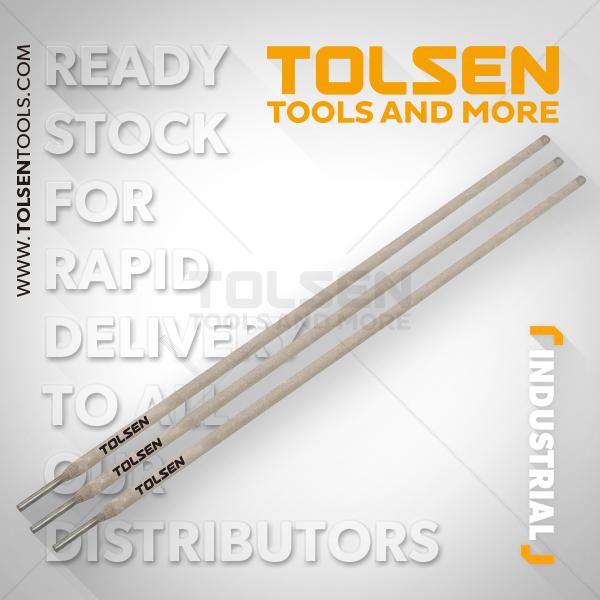 WWW.TOLSENTOOLS.COM
READY
STOCK
FOR
RAPID
DELIVERY
TO ALL
OUR
DISTRIBUTORS
TOLSEN
TOOLS AND MORE
TOLSEN
TOOLS AND MORE
TOLSEN
TOLSEN
TOLSEN
INDUSTRIAL